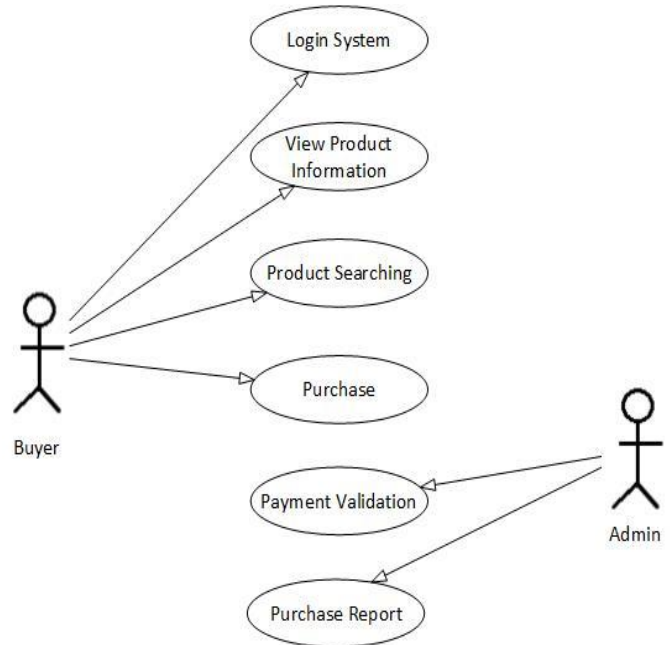 Login System
View Product
Information
Product Searching
Purchase
Buyer
Payment Validation
Admin
Purchase Report